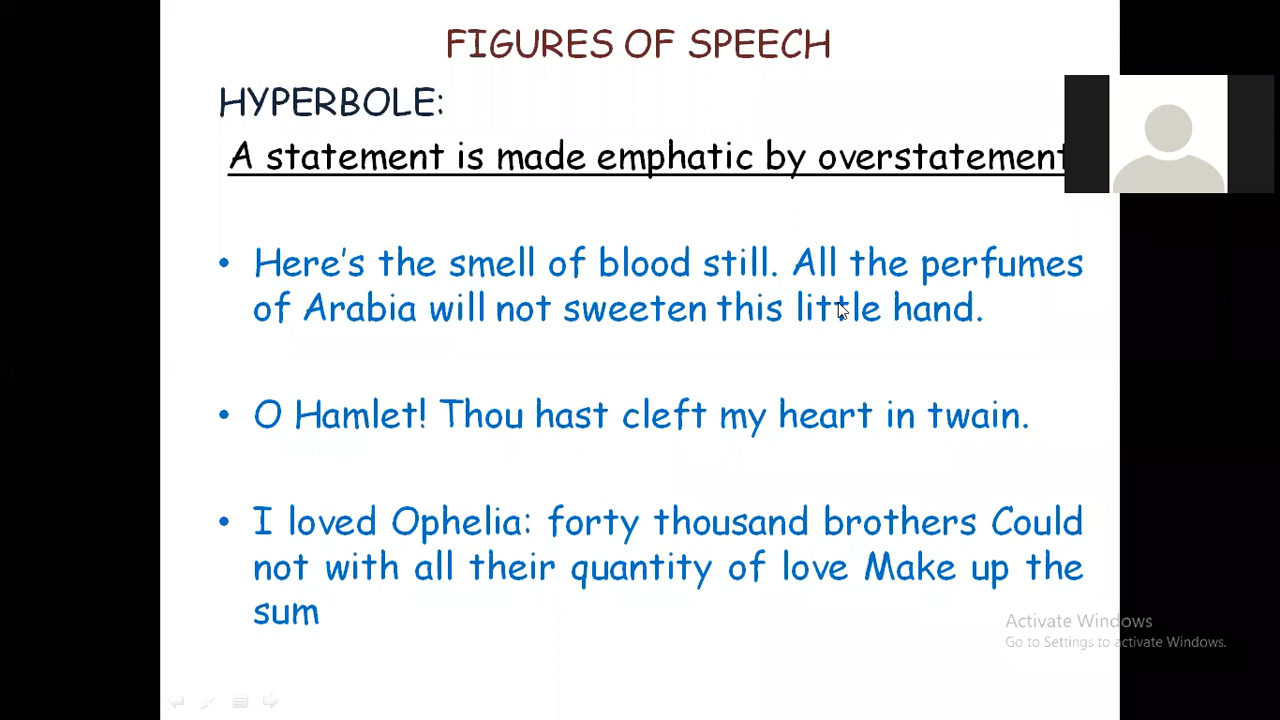 FIGURES OF SPEECH
HYPERBOLE:
A statement is made emphatic by overstatement
• Here's the smell of blood still. All the perfumes
of Arabia will not sweeten this little hand.
• O Hamlet! Thou hast cleft my heart in twain.
• I loved Ophelia: forty thousand brothers Could
not with all their quantity of love Make up the
sum
Activate Windows
Go to Settings to activate Windows.